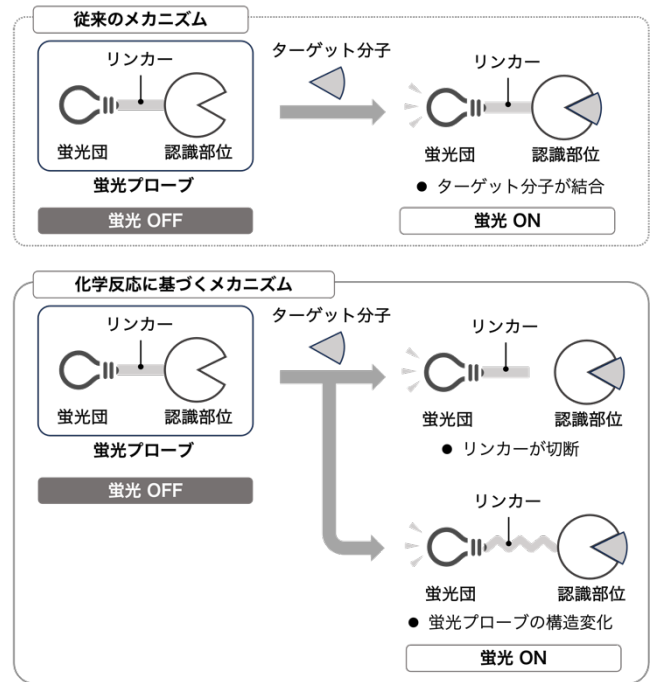 従来のメカニズム
リンカー
蛍光団
認識部位
蛍光プローブ
蛍光 OFF
ターゲット分子
リンカー
蛍光団
認識部位
● ターゲット分子が結合
蛍光 ON
化学反応に基づくメカニズム
リンカー
蛍光団
認識部位
蛍光プローブ
蛍光 OFF
ターゲット分子
リンカー
蛍光団
認識部位
● リンカーが切断
リンカー
蛍光団
認識部位
● 蛍光プローブの構造変化
蛍光 ON